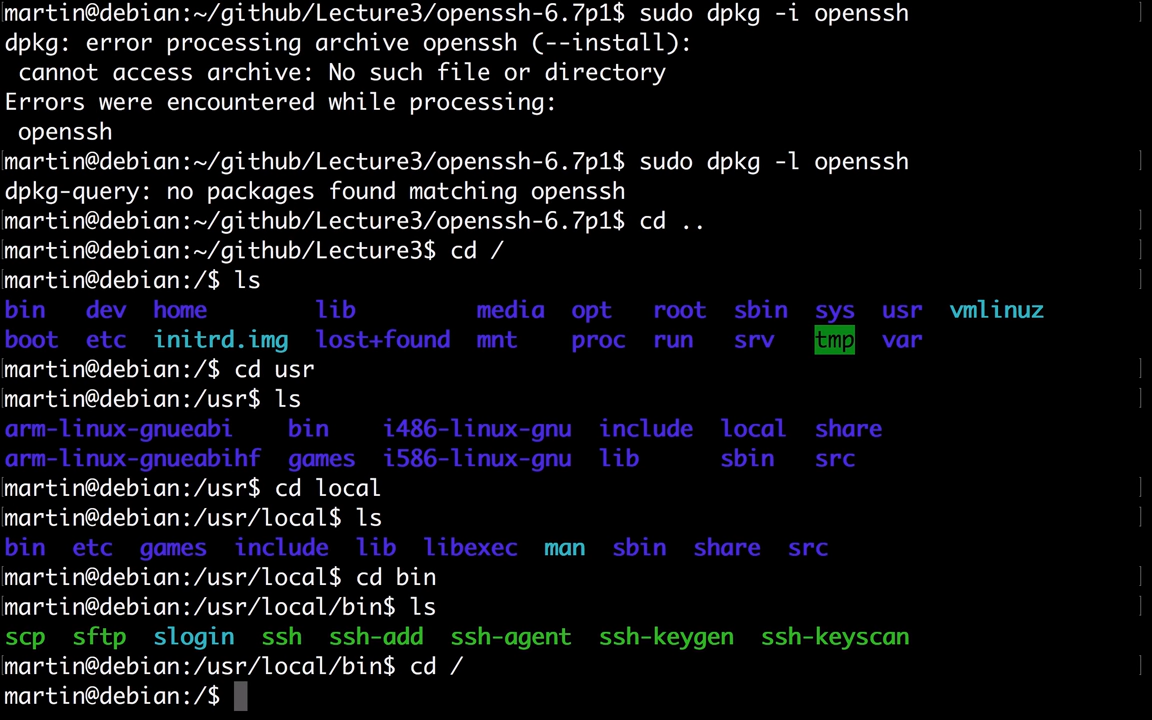 martin@debian:~/github/Lecture3/openssh-6.7p1$ sudo dpkg -i openssh
dpkg: error processing archive openssh (--install):
 cannot access archive: No such file or directory
Errors were encountered while processing:
 openssh
martin@debian:~/github/Lecture3/openssh-6.7p1$ sudo dpkg -l openssh
dpkg-query: no packages found matching openssh
martin@debian:~/github/Lecture3/openssh-6.7p1$ cd ..
martin@debian:~/github/Lecture3$ cd /
martin@debian:/$ ls
bin   dev  home        lib         media  opt   root  sbin  sys  usr  vmlinuz
boot  etc  initrd.img  lost+found  mnt    proc  run   srv   tmp  var
martin@debian:/$ cd usr
martin@debian:/usr$ ls
arm-linux-gnueabi    bin    i486-linux-gnu  include  local  share
arm-linux-gnueabihf  games  i586-linux-gnu  lib      sbin   src
martin@debian:/usr$ cd local
martin@debian:/usr/local$ ls
bin  etc  games  include  lib  libexec  man  sbin  share  src
martin@debian:/usr/local$ cd bin
martin@debian:/usr/local/bin$ ls
scp  sftp  slogin  ssh  ssh-add  ssh-agent  ssh-keygen  ssh-keyscan
martin@debian:/usr/local/bin$ cd /
martin@debian:/$